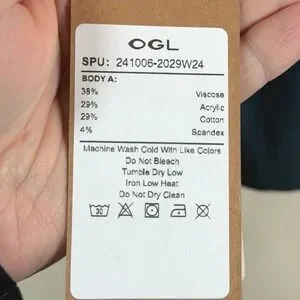 OGL
SPU: 241006-2029W24
BODY A:
38% Viscose
29% Acrylic
29% Cotton
4% Spandex
Machine Wash Cold With Like Colors
Do Not Bleach
Tumble Dry Low
Iron Low Heat
Do Not Dry Clean